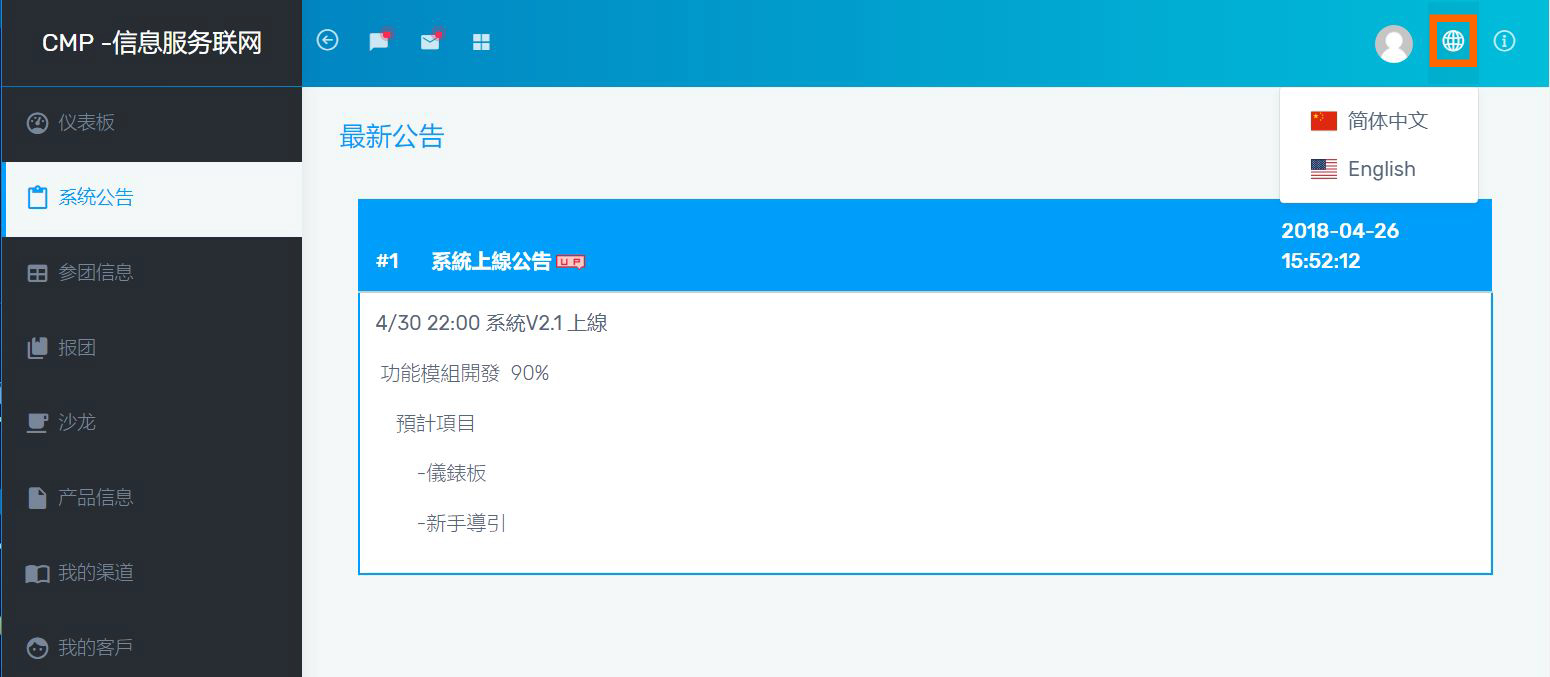 CMP -信息服务联网
仪表板
系统公告
参团信息
报团
沙龙
产品信息
我的渠道
我的客戶
简体中文
English
最新公告
#1 系統上線公告 UP
2018-04-26
15:52:12
4/30 22:00 系統V2.1 上線
功能模組開發 90%
預計項目
-儀錶板
-新手導引